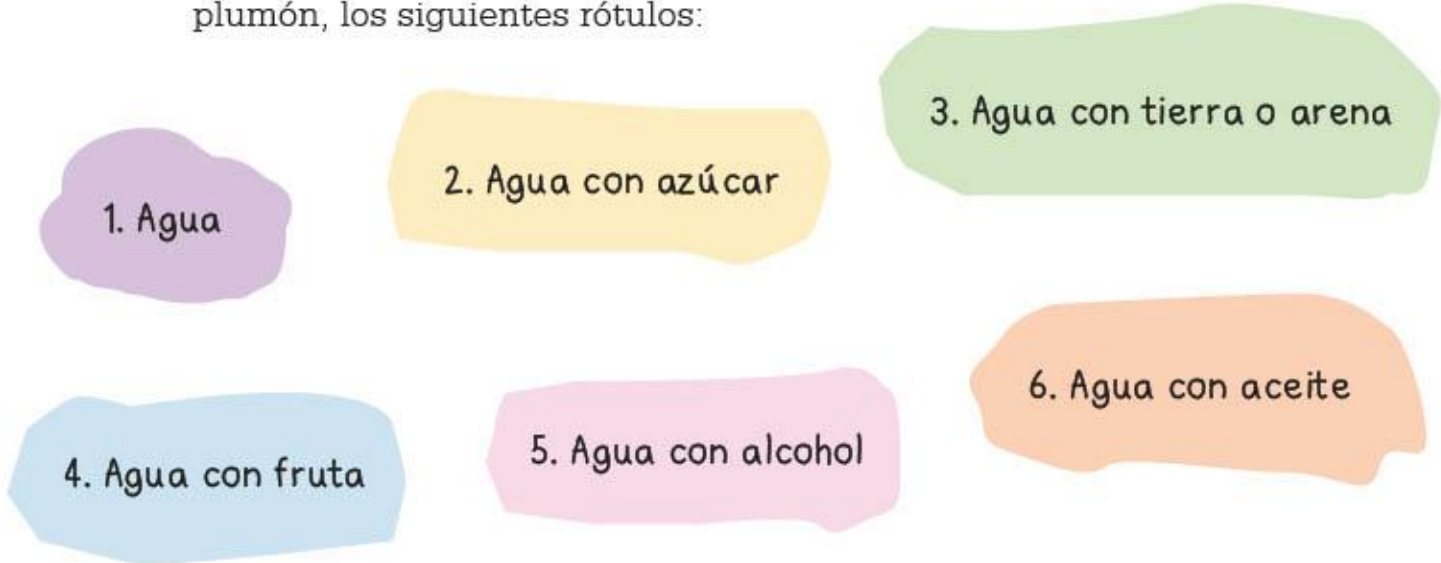 plumón, los siguientes rótulos:
1. Agua
2. Agua con azúcar
3. Agua con tierra o arena
4. Agua con fruta
5. Agua con alcohol
6. Agua con aceite